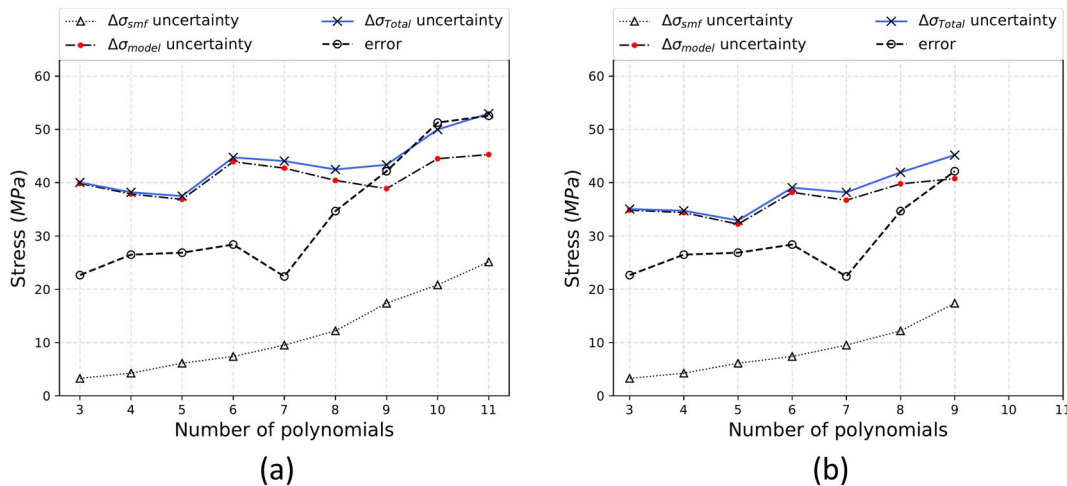 Δσsmf uncertainty
Δσmodel uncertainty
ΔσTotal uncertainty
error
60
50
40
30
20
10
0
Stress (MPa)
3 4 5 6 7 8 9 10 11
Number of polynomials
(a)
Δσsmf uncertainty
Δσmodel uncertainty
ΔσTotal uncertainty
error
60
50
40
30
20
10
0
Stress (MPa)
3 4 5 6 7 8 9 10 11
Number of polynomials
(b)